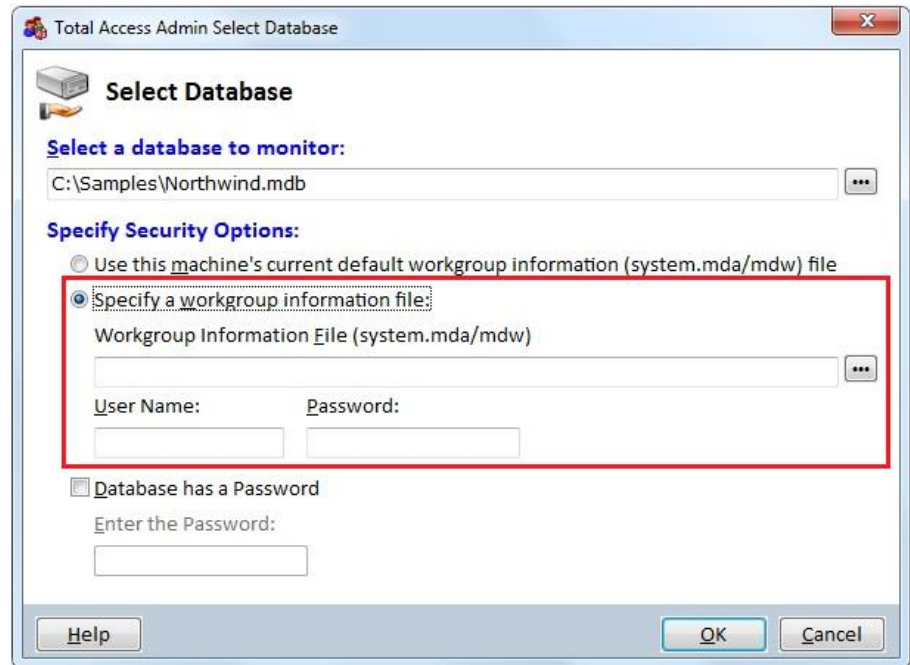 Total Access Admin Select Database
Select Database
Select a database to monitor:
C:\Samples\Northwind.mdb
Specify Security Options:
Use this machine's current default workgroup information (system.mda/mdw) file
Specify a workgroup information file:
Workgroup Information File (system.mda/mdw)
User Name: Password:
Database has a Password
Enter the Password:
Help OK Cancel